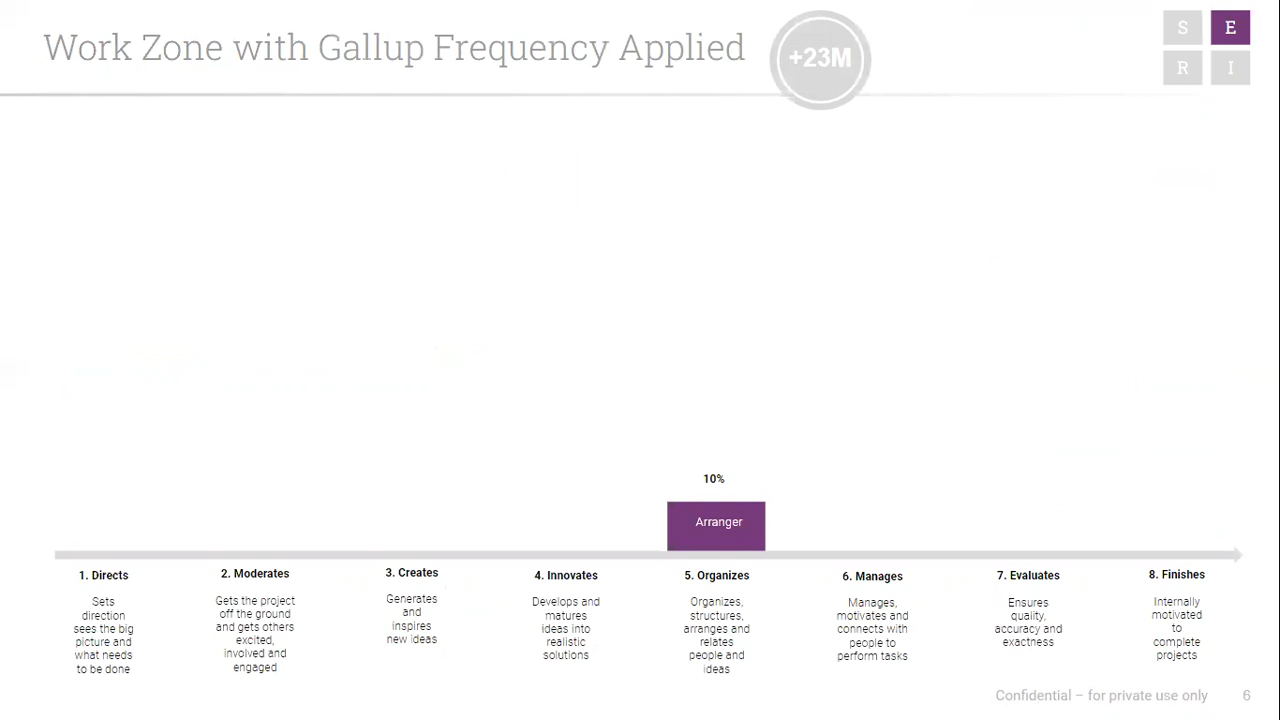 Work Zone with Gallup Frequency Applied
+23M
S E
R I
10%
Arranger
1. Directs
Sets
direction
sees the big
picture and
what needs
to be done
2. Moderates
Gets the project
off the ground
and gets others
excited,
involved and
engaged
3. Creates
Generates
and
inspires
new ideas
4. Innovates
Develops and
matures
ideas into
realistic
solutions
5. Organizes
Organizes,
structures,
arranges and
relates
people and
ideas
6. Manages
Manages,
motivates and
connects with
people to
perform tasks
7. Evaluates
Ensures
quality,
accuracy and
exactness
8. Finishes
Internally
motivated
to
complete
projects
Confidential – for private use only 6